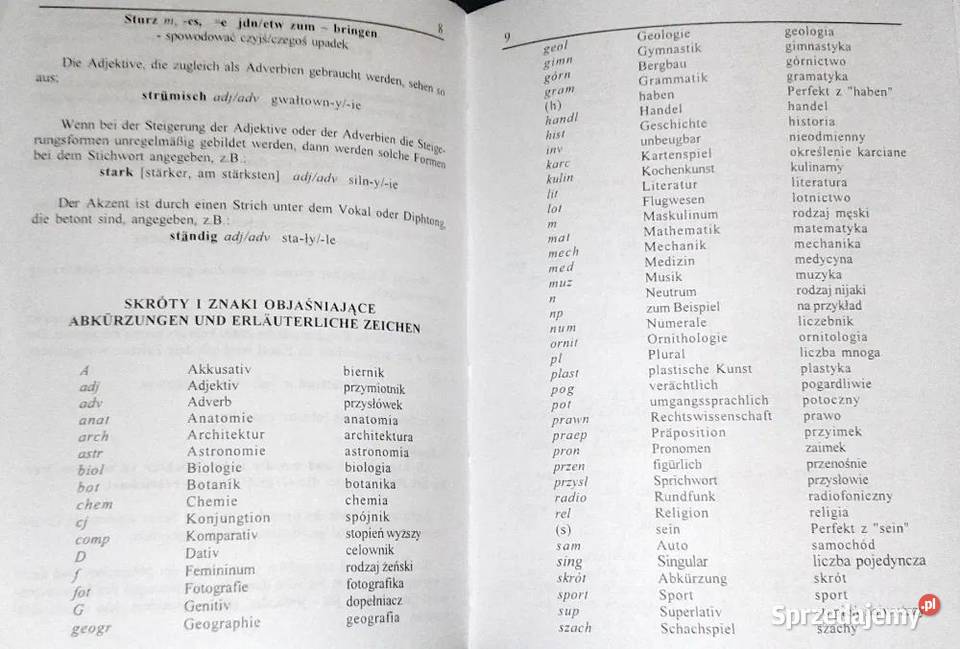 Sturz m, -es, ⸚e jdn/etw zum ~ bringen 8
- spowodować czyjś/czegoś upadek
Die Adjektive, die zugleich als Adverbien gebraucht werden, sehen so
aus:
strümisch adj/adv gwałtown-y/-ie
Wenn bei der Steigerung der Adjektive oder der Adverbien die Steige-
rungsformen unregelmäßig gebildet werden, dann werden solche Formen
bei dem Stichwort angegeben, z.B.:
stark [stärker, am stärksten] adj/adv siln-y/-ie
Der Akzent ist durch einen Strich unter dem Vokal oder Diphtong,
die betont sind, angegeben, z.B.:
ständig adj/adv sta-ły/-le
SKRÓTY I ZNAKI OBJAŚNIAJĄCE
ABKÜRZUNGEN UND ERLÄUTERLICHE ZEICHEN
A Akkusativ biernik
adj Adjektiv przymiotnik
adv Adverb przysłówek
anat Anatomie anatomia
arch Architektur architektura
astr Astronomie astronomia
biol Biologie biologia
bot Botanik botanika
chem Chemie chemia
cj Konjungtion spójnik
comp Komparativ stopień wyższy
D Dativ celownik
f Femininum rodzaj żeński
fot Fotografie fotografika
G Genitiv dopełniacz
geogr Geographie geografia
9
geol Geologie geologia
gimn Gymnastik gimnastyka
górn Bergbau górnictwo
gram Grammatik gramatyka
(h) haben Perfekt z "haben"
handl Handel handel
hist Geschichte historia
inv unbeugbar nieodmienny
karc Kartenspiel określenie karciane
kulin Kochenkunst kulinarny
lit Literatur literatura
lot Flugwesen lotnictwo
m Maskulinum rodzaj męski
mat Mathematik matematyka
mech Mechanik mechanika
med Medizin medycyna
muz Musik muzyka
n Neutrum rodzaj nijaki
np zum Beispiel na przykład
num Numerale liczebnik
ornit Ornithologie ornitologia
pl Plural liczba mnoga
plast plastische Kunst plastyka
pog verächtlich pogardliwie
pot umgangssprachlich potoczny
prawn Rechtswissenschaft prawo
praep Präposition przyimek
pron Pronomen zaimek
przen figürlich przenośnie
przysł Sprichwort przysłowie
radio Rundfunk radiofoniczny
rel Religion religia
(s) sein Perfekt z "sein"
sam Auto samochód
sing Singular liczba pojedyncza
skrót Abkürzung skrót
sport Sport sport
sup Superlativ
szach Schachspiel szachy
Sprzedajemy.pl